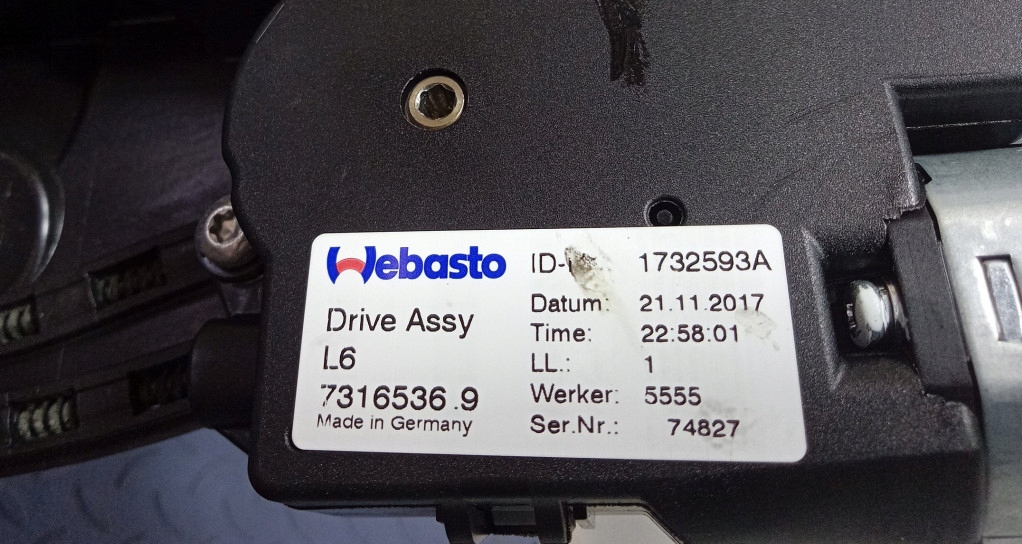 Webasto
Drive Assy
L6
7316536.9
Made in Germany
1732593A
Datum: 21.11.2017
Time: 22:58:01
LL.: 1
Werker: 5555
Ser.Nr.: 74827